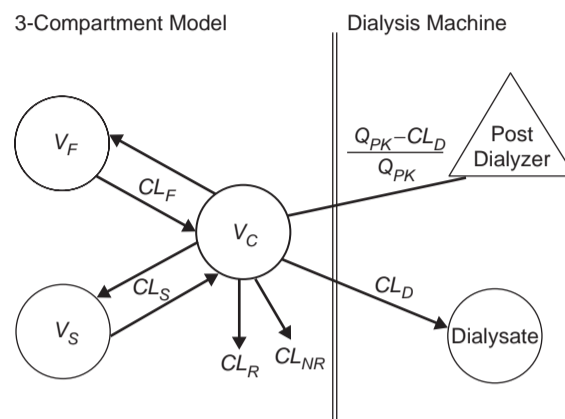 3-Compartment Model
Dialysis Machine
V_F
CL_F
V_C
CL_S
V_S
CL_R
CL_NR
Q_PK–CL_D
Q_PK
Post
Dialyzer
CL_D
Dialysate